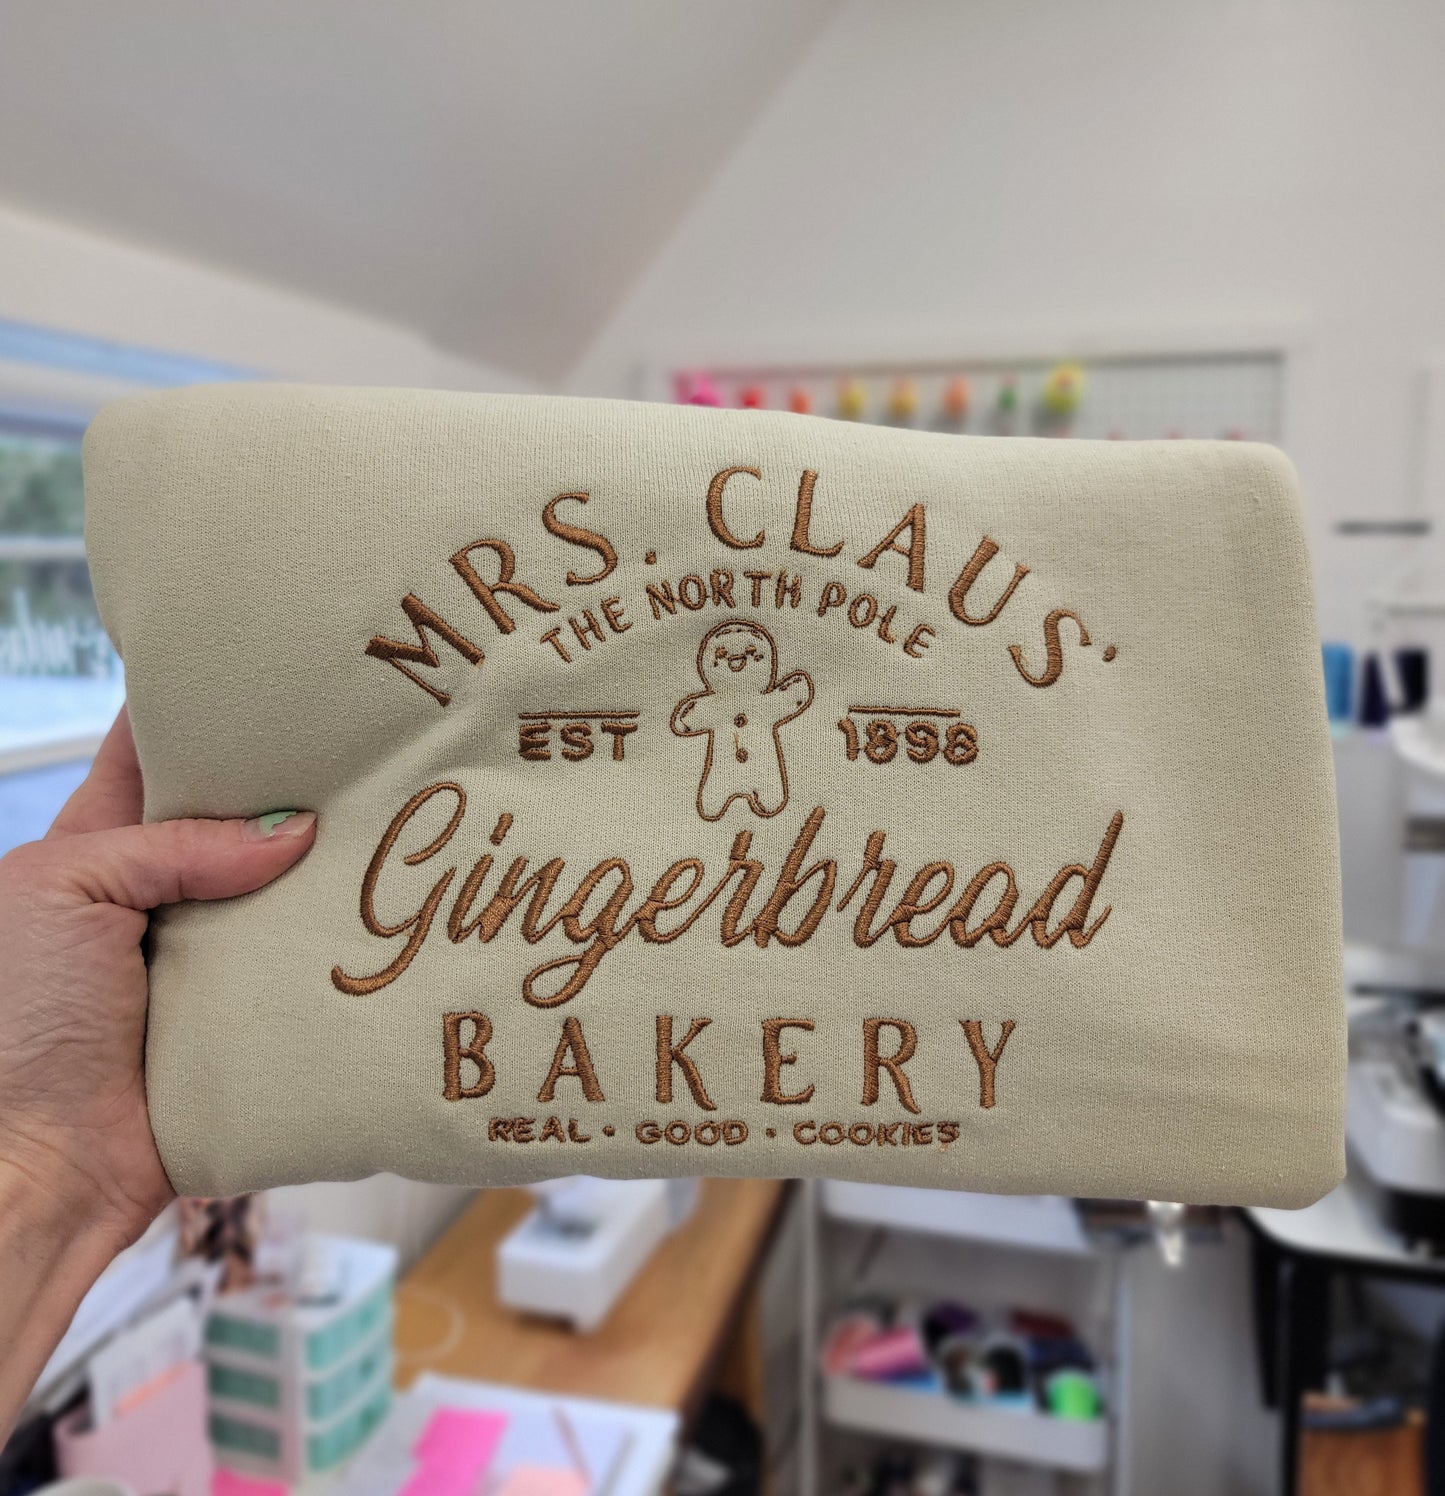 MRS. CLAUS'
THE NORTH POLE
EST 1898
Gingerbread
BAKERY
REAL • GOOD • COOKIES